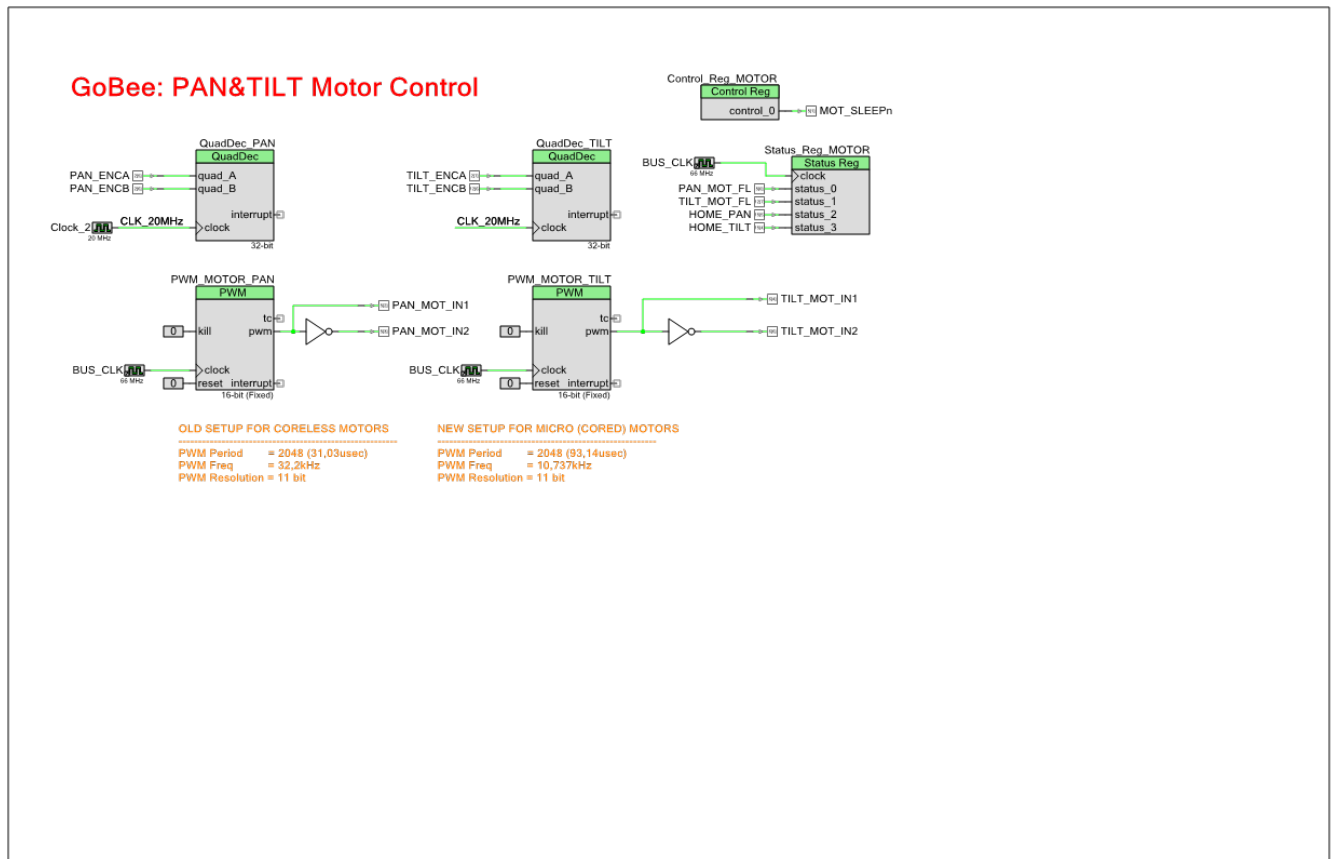 GoBee: PAN&TILT Motor Control
Control_Reg_MOTOR
Control Reg
control_0
MOT_SLEEPn
QuadDec_PAN
QuadDec
PAN_ENCA
quad_A
PAN_ENCB
quad_B
interrupt
Clock_2
20 MHz
CLK_20MHz
clock
32-bit
QuadDec_TILT
QuadDec
TILT_ENCA
quad_A
TILT_ENCB
quad_B
interrupt
CLK_20MHz
clock
32-bit
Status_Reg_MOTOR
Status Reg
BUS_CLK
66 MHz
clock
PAN_MOT_FL
status_0
TILT_MOT_FL
status_1
HOME_PAN
status_2
HOME_TILT
status_3
PWM_MOTOR_PAN
PWM
tc
0
kill
pwm
PAN_MOT_IN1
PAN_MOT_IN2
BUS_CLK
66 MHz
clock
0
reset interrupt
16-bit (Fixed)
PWM_MOTOR_TILT
PWM
tc
0
kill
pwm
TILT_MOT_IN1
TILT_MOT_IN2
BUS_CLK
66 MHz
clock
0
reset interrupt
16-bit (Fixed)
OLD SETUP FOR CORELESS MOTORS
PWM Period = 2048 (31,03usec)
PWM Freq = 32,2kHz
PWM Resolution = 11 bit
NEW SETUP FOR MICRO (CORED) MOTORS
PWM Period = 2048 (93,14usec)
PWM Freq = 10,737kHz
PWM Resolution = 11 bit